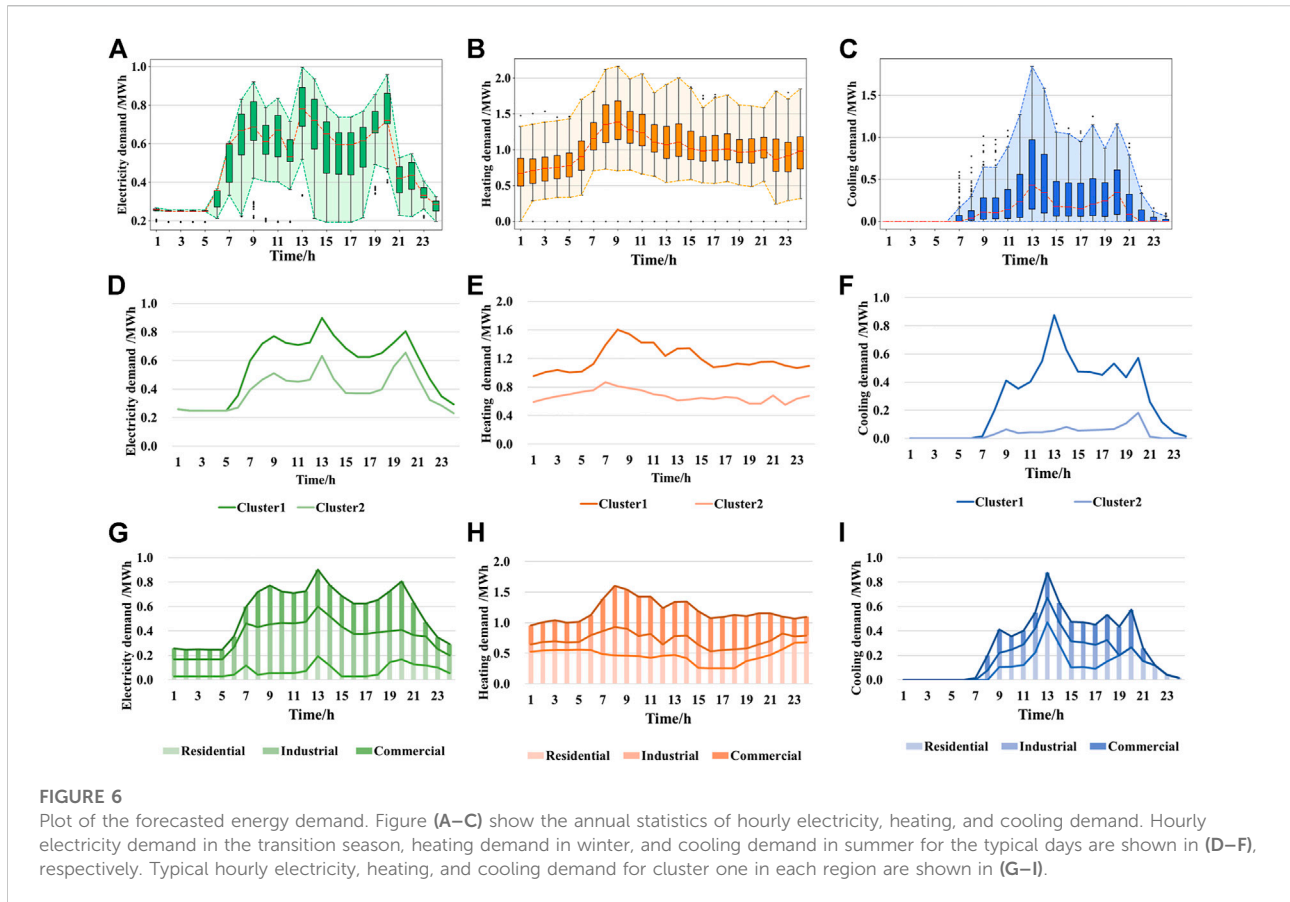 A
B
C
Electricity demand /MWh
1.0
0.8
0.6
0.4
0.2
1 3 5 7 9 11 13 15 17 19 21 23
Time/h
Heating demand /MWh
2.0
1.5
1.0
0.5
0.0
1 3 5 7 9 11 13 15 17 19 21 23
Time/h
Cooling demand /MWh
1.5
1.0
0.5
0.0
1 3 5 7 9 11 13 15 17 19 21 23
Time/h
D
E
F
Electricity demand /MWh
1.0
0.8
0.6
0.4
0.2
0.0
1 3 5 7 9 11 13 15 17 19 21 23
Time/h
Cluster1 Cluster2
Heating demand /MWh
2.0
1.6
1.2
0.8
0.4
0.0
1 3 5 7 9 11 13 15 17 19 21 23
Time/h
Cluster1 Cluster2
Cooling demand /MWh
1.0
0.8
0.6
0.4
0.2
0.0
1 3 5 7 9 11 13 15 17 19 21 23
Time/h
Cluster1 Cluster2
G
H
I
Electricity demand /MWh
1.0
0.8
0.6
0.4
0.2
0.0
1 3 5 7 9 11 13 15 17 19 21 23
Time/h
Residential Industrial Commercial
Heating demand /MWh
2.0
1.5
1.0
0.5
0.0
1 3 5 7 9 11 13 15 17 19 21 23
Time/h
Residential Industrial Commercial
Cooling demand /MWh
1.0
0.8
0.6
0.4
0.2
0.0
1 3 5 7 9 11 13 15 17 19 21 23
Time/h
Residential Industrial Commercial
FIGURE 6
Plot of the forecasted energy demand. Figure (A–C) show the annual statistics of hourly electricity, heating, and cooling demand. Hourly
electricity demand in the transition season, heating demand in winter, and cooling demand in summer for the typical days are shown in (D–F),
respectively. Typical hourly electricity, heating, and cooling demand for cluster one in each region are shown in (G–I).